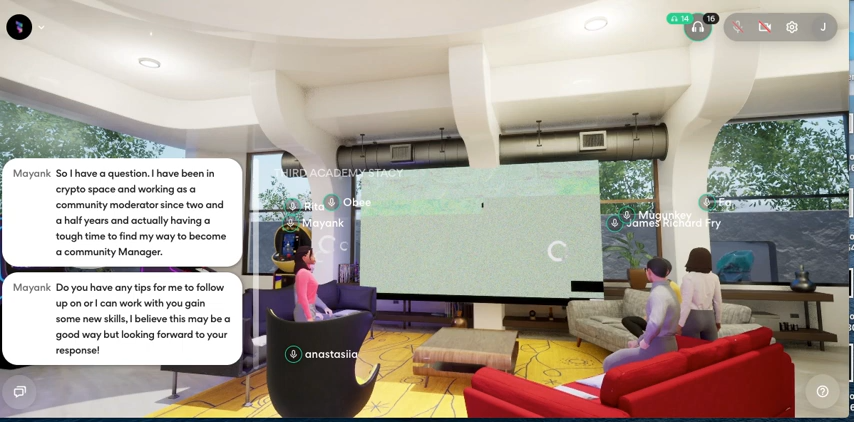 14
16
J
THIRD ACADEMY STACY
Rita
Obee
Mayank
Mugunkey
James Richard Fry
Mayank So I have a question. I have been in
crypto space and working as a
community moderator since two and
a half years and actually having a
tough time to find my way to become
a community Manager.
Mayank Do you have any tips for me to follow
up on or I can work with you gain
some new skills, I believe this may be a
good way but looking forward to your
response!
anastasiia